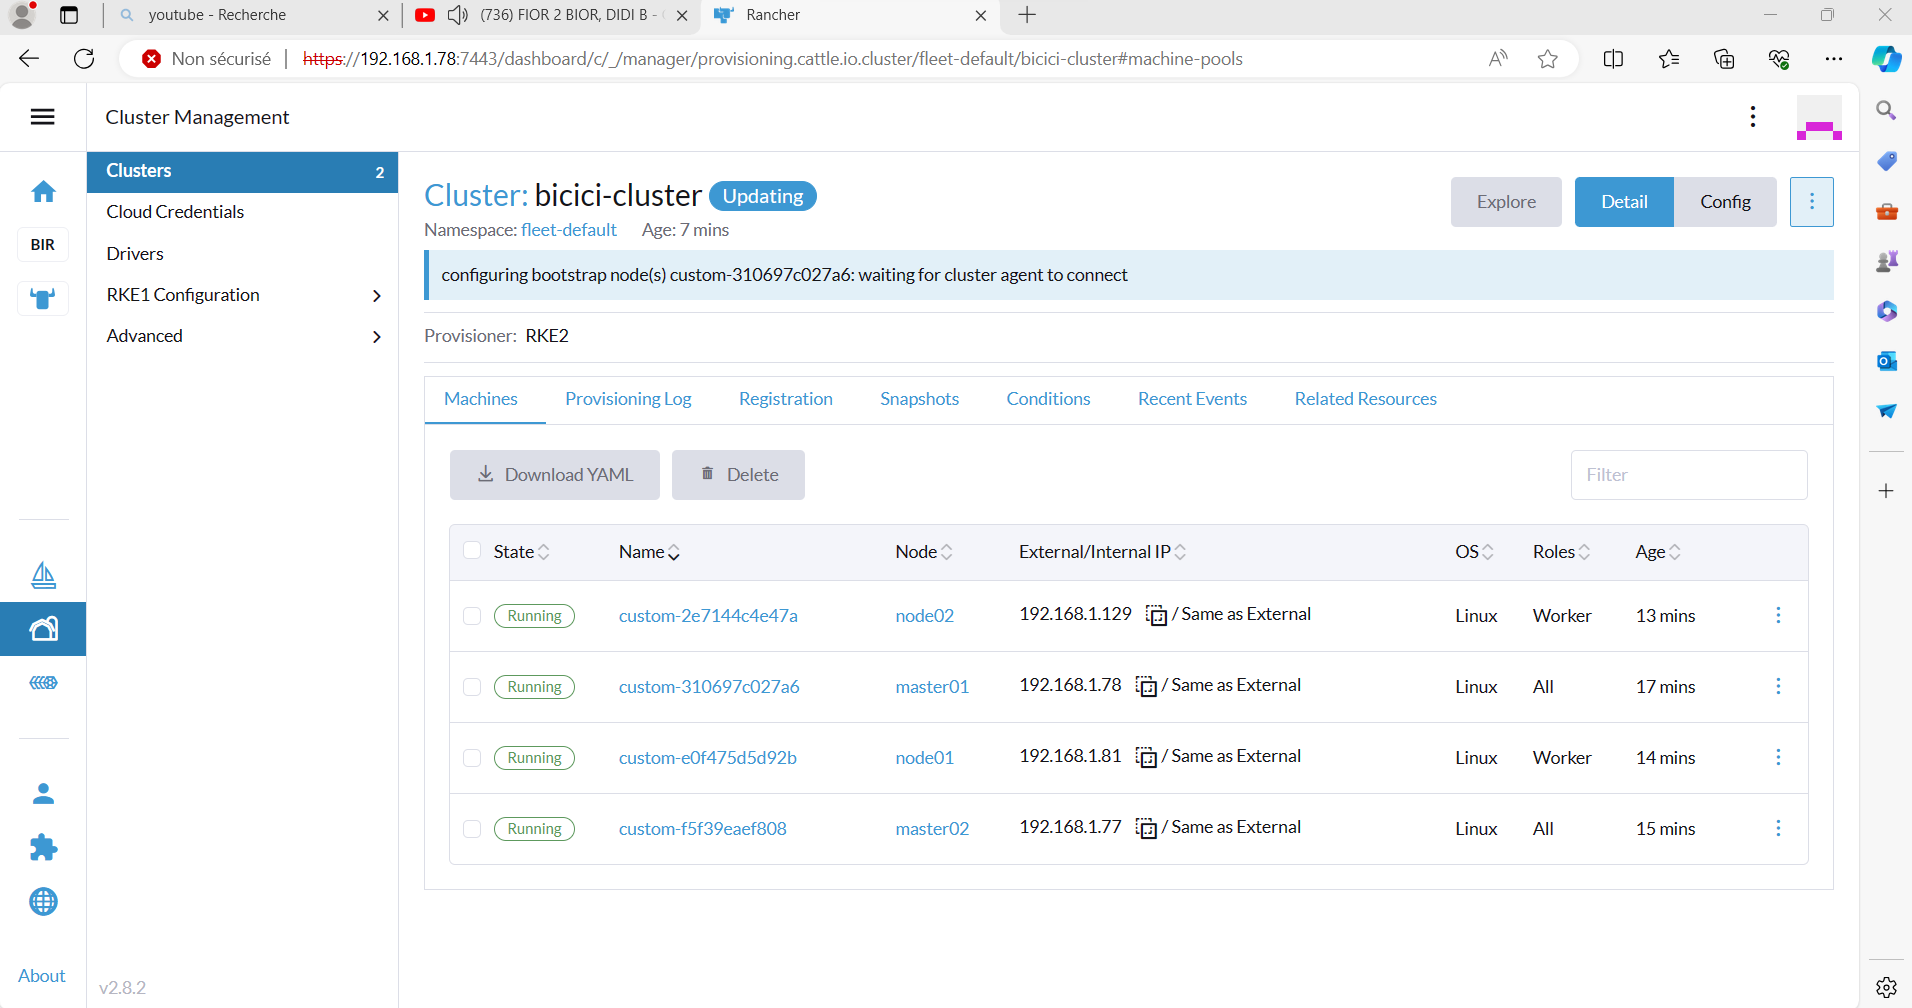 youtube - Recherche
(736) FIOR 2 BIOR, DIDI B -
Rancher
Non sécurisé
https://192.168.1.78:7443/dashboard/c/_/manager/provisioning.cattle.io.cluster/fleet-default/bicici-cluster#machine-pools
Cluster Management
BIR
Clusters 2
Cloud Credentials
Drivers
RKE1 Configuration
Advanced
Cluster: bicici-cluster Updating
Explore Detail Config
Namespace: fleet-default Age: 7 mins
configuring bootstrap node(s) custom-310697c027a6: waiting for cluster agent to connect
Provisioner: RKE2
Machines Provisioning Log Registration Snapshots Conditions Recent Events Related Resources
Download YAML Delete Filter
State Name Node External/Internal IP OS Roles Age
Running custom-2e7144c4e47a node02 192.168.1.129 / Same as External Linux Worker 13 mins
Running custom-310697c027a6 master01 192.168.1.78 / Same as External Linux All 17 mins
Running custom-e0f475d5d92b node01 192.168.1.81 / Same as External Linux Worker 14 mins
Running custom-f5f39eaef808 master02 192.168.1.77 / Same as External Linux All 15 mins
About
v2.8.2